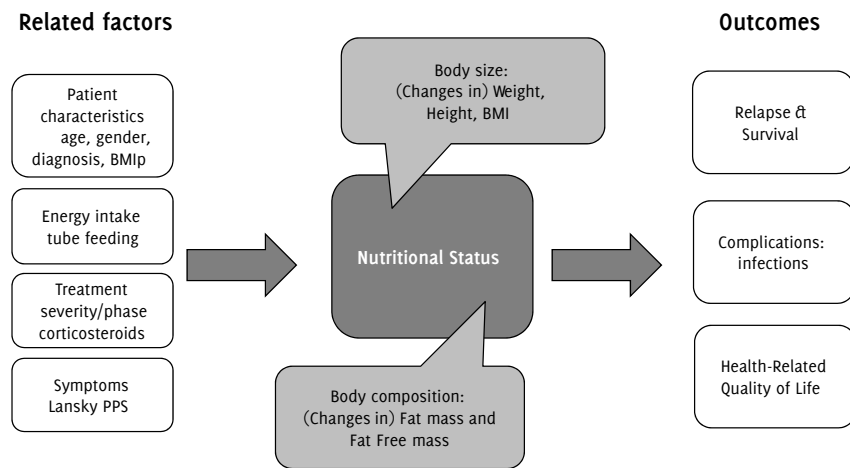 Related factors
Patient
characteristics
age, gender,
diagnosis, BMIp
Energy intake
tube feeding
Treatment
severity/phase
corticosteroids
Symptoms
Lansky PPS
Body size:
(Changes in) Weight,
Height, BMI
Nutritional Status
Body composition:
(Changes in) Fat mass and
Fat Free mass
Outcomes
Relapse &
Survival
Complications:
infections
Health-Related
Quality of Life